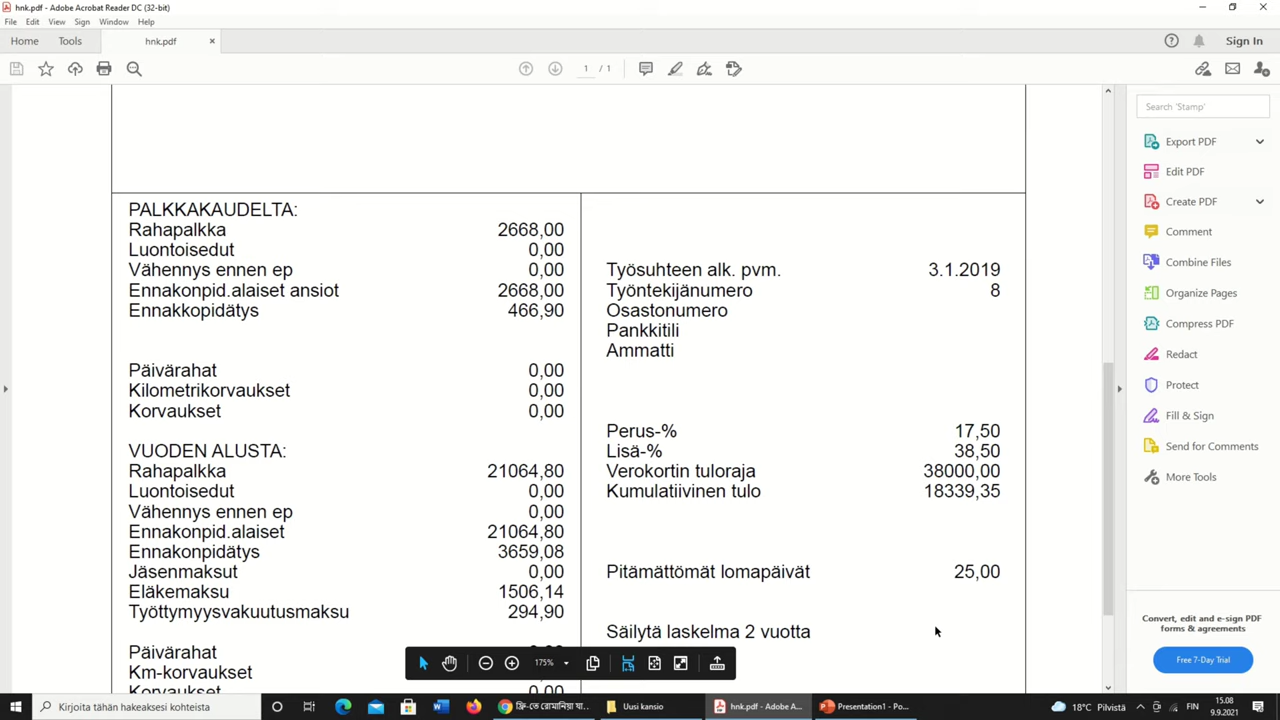 hnk.pdf - Adobe Acrobat Reader DC (32-bit)
File Edit View Sign Window Help
Home Tools hnk.pdf × Sign In
1 / 1
Search 'Stamp'
Export PDF
Edit PDF
Create PDF
Comment
Combine Files
Organize Pages
Compress PDF
Redact
Protect
Fill & Sign
Send for Comments
More Tools
Convert, edit and e-sign PDF
forms & agreements
Free 7-Day Trial
PALKKAKAUDELTA:
Rahapalkka 2668,00
Luontoisedut 0,00
Vähennys ennen ep 0,00
Ennakonpid.alaiset ansiot 2668,00
Ennakkopidätys 466,90
Päivärahat 0,00
Kilometrikorvaukset 0,00
Korvaukset 0,00
VUODEN ALUSTA:
Rahapalkka 21064,80
Luontoisedut 0,00
Vähennys ennen ep 0,00
Ennakonpid.alaiset 21064,80
Ennakonpidätys 3659,08
Jäsenmaksut 0,00
Eläkemaksu 1506,14
Työttymyysvakuutusmaksu 294,90
Päivärahat
Km-korvaukset
Korvaukset
Työsuhteen alk. pvm. 3.1.2019
Työntekijänumero 8
Osastonumero
Pankkitili
Ammatti
Perus-% 17,50
Lisä-% 38,50
Verokortin tuloraja 38000,00
Kumulatiivinen tulo 18339,35
Pitämättömät lomapäivät 25,00
Säilytä laskelma 2 vuotta
175%
Kirjoita tähän hakeaksesi kohteita
ফ্রি-তে রোমানিয়া যা...
Uusi kansio
hnk.pdf - Adobe A...
Presentation1 - Po...
18°C Pilvistä
FIN
15.08
9.9.2021